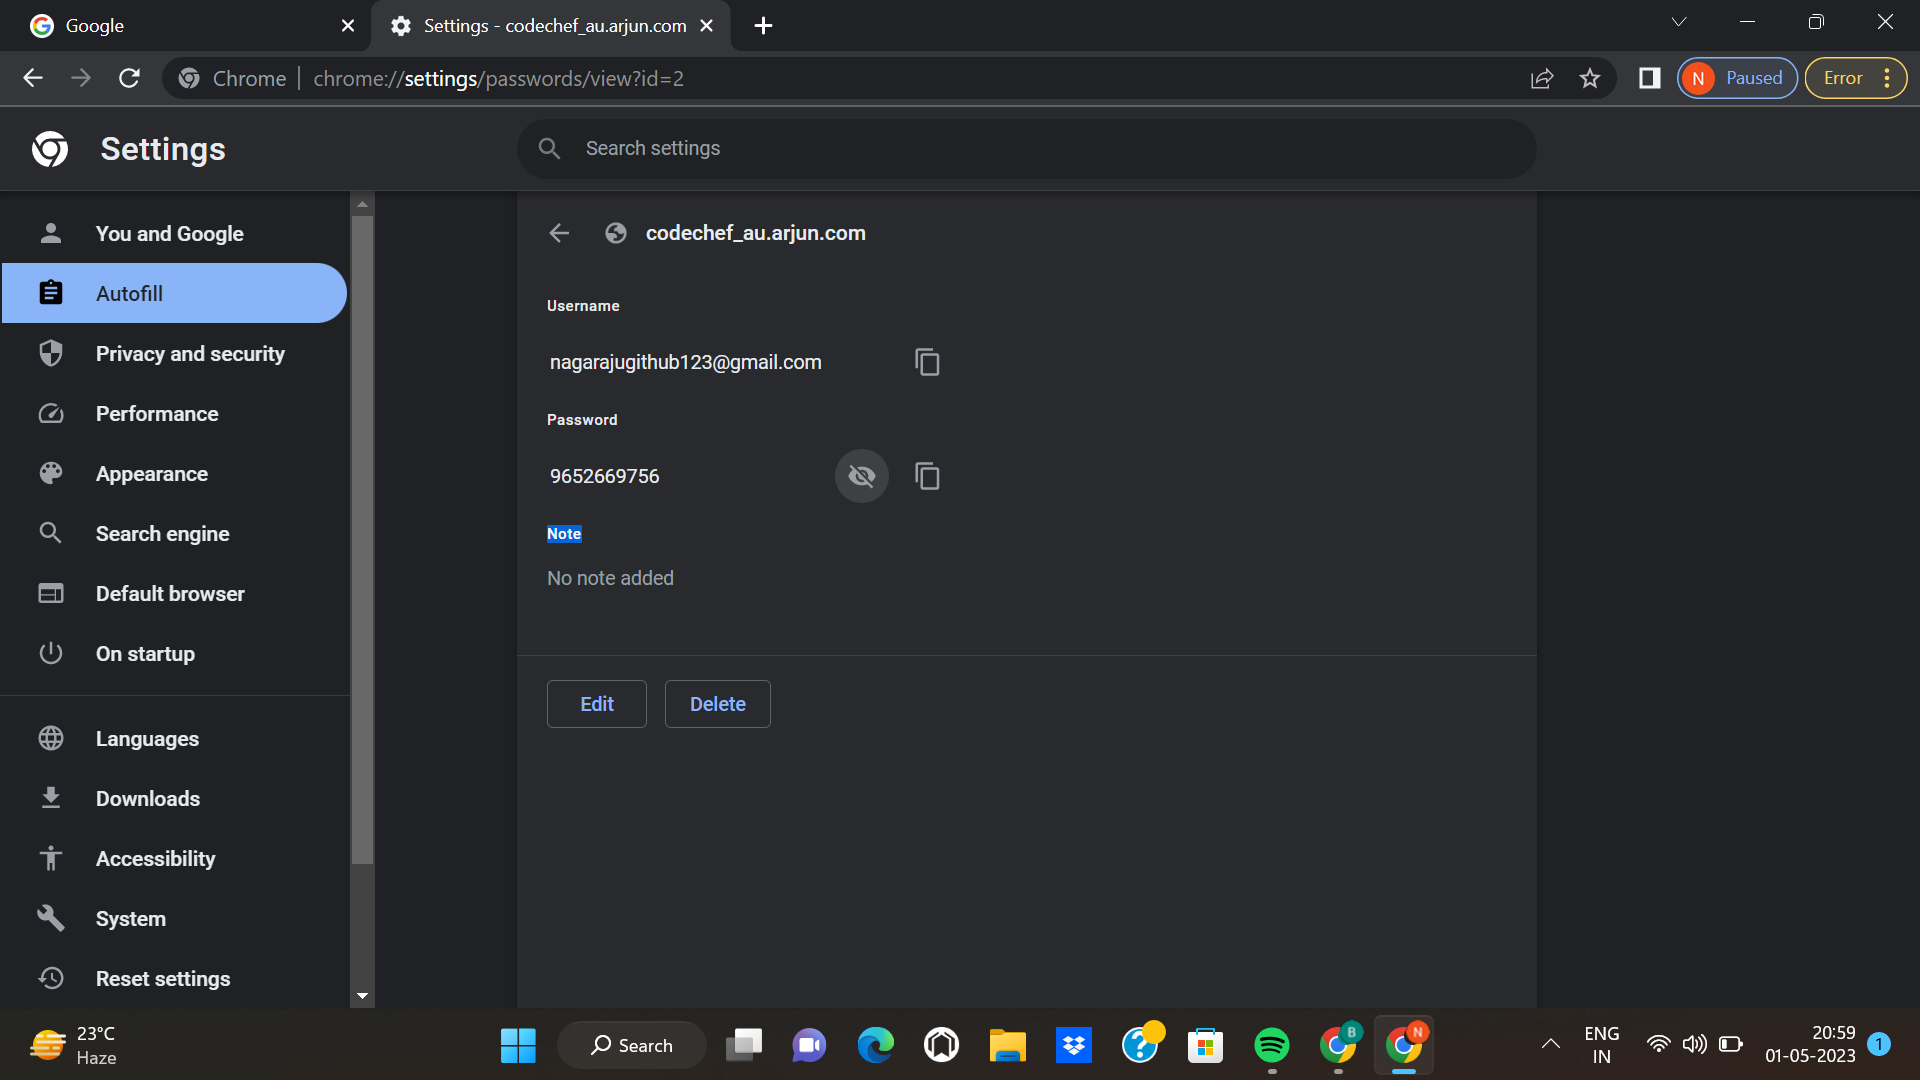 Google
Settings - codechef_au.arjun.com
Chrome
chrome://settings/passwords/view?id=2
N
Paused
Error
Settings
Search settings
You and Google
Autofill
Privacy and security
Performance
Appearance
Search engine
Default browser
On startup
Languages
Downloads
Accessibility
System
Reset settings
codechef_au.arjun.com
Username
nagarajugithub123@gmail.com
Password
9652669756
Note
No note added
Edit
Delete
23°C
Haze
Search
B
N
ENG
IN
20:59
01-05-2023
1